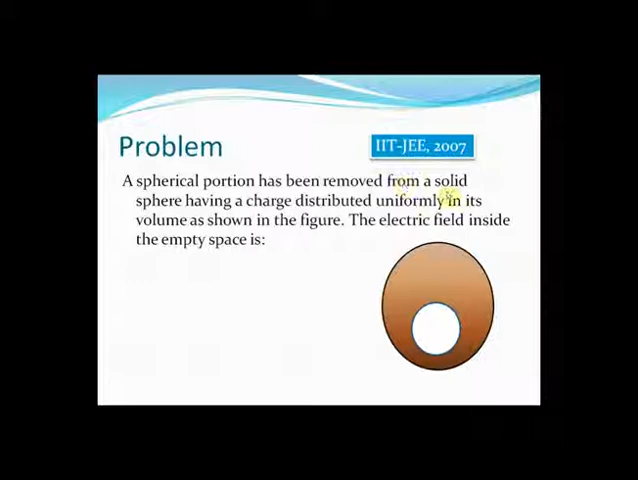 Problem
IIT-JEE, 2007
A spherical portion has been removed from a solid
sphere having a charge distributed uniformly in its
volume as shown in the figure. The electric field inside
the empty space is: